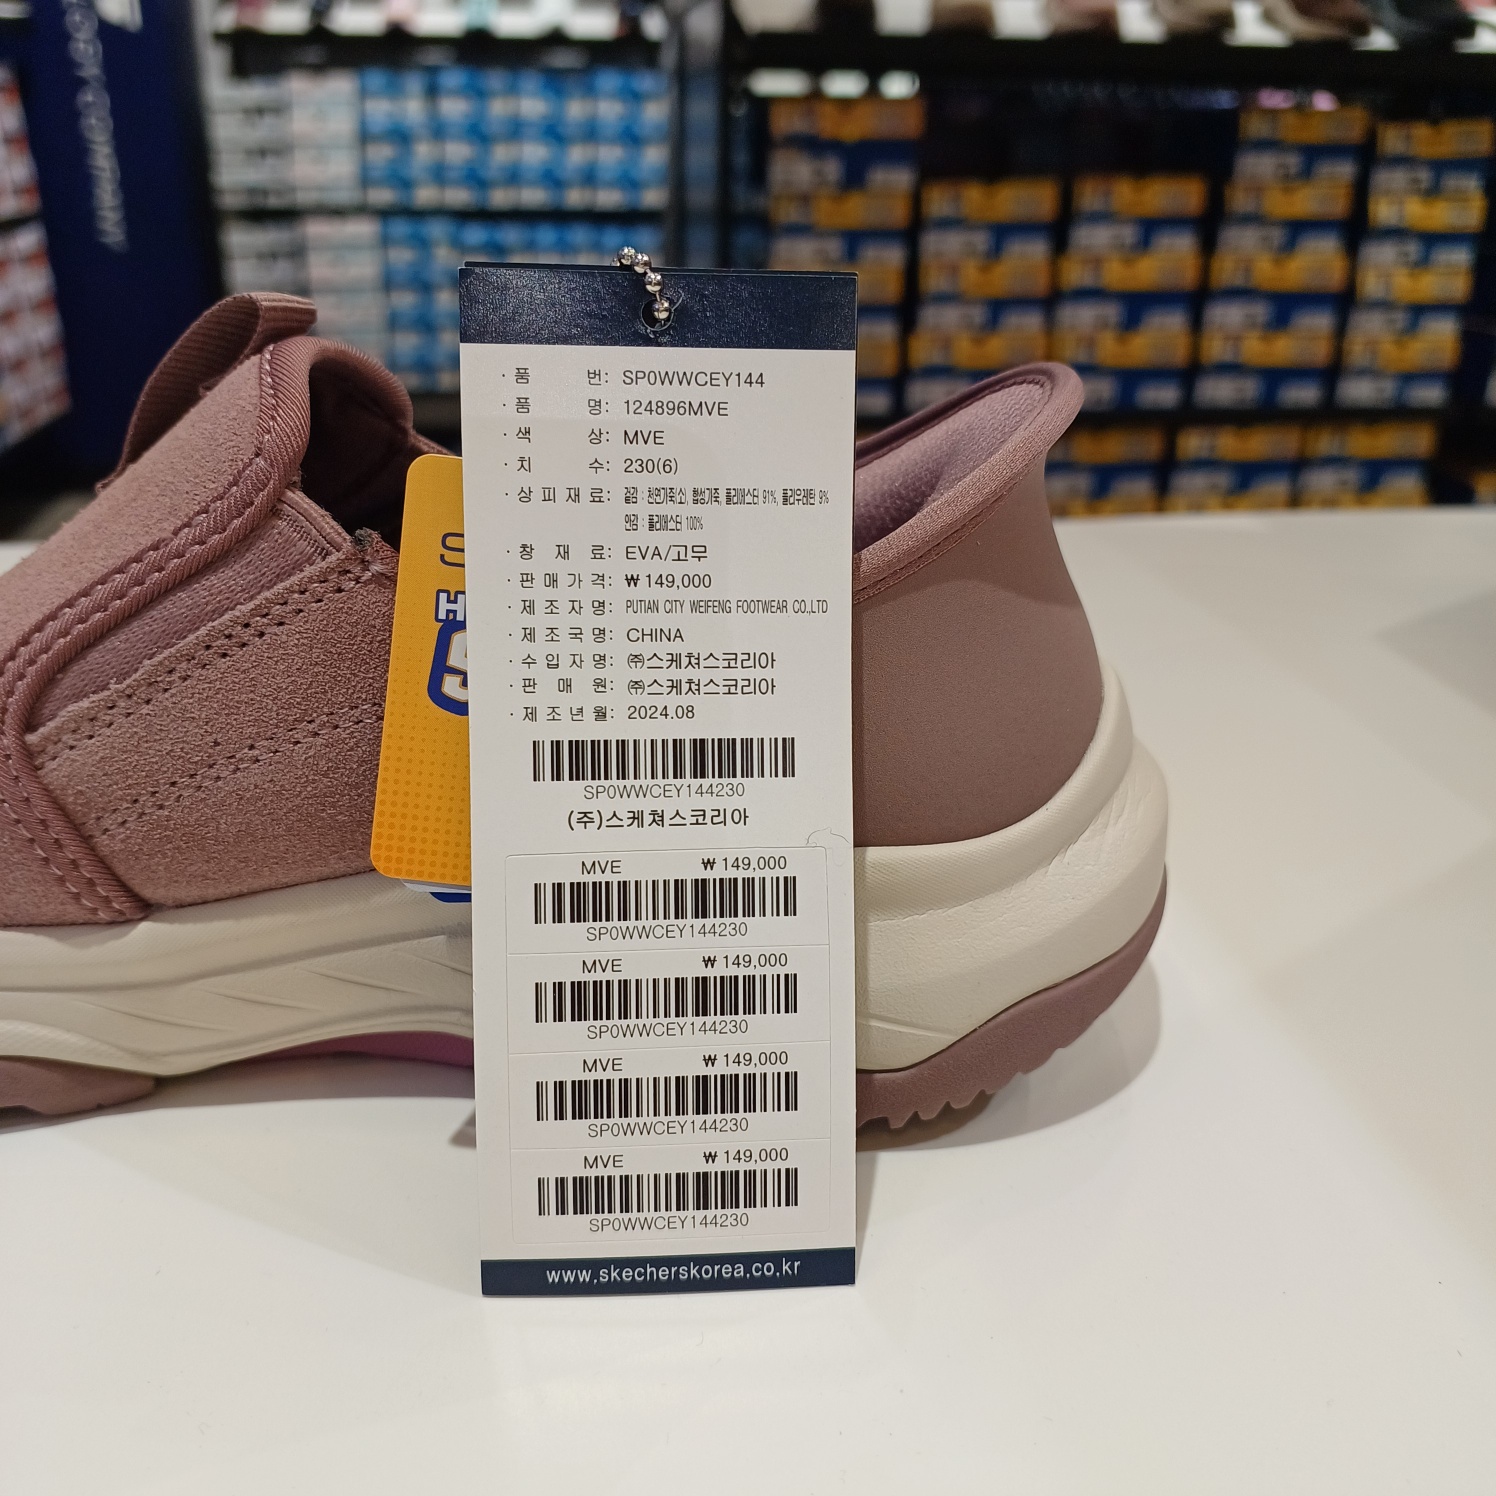 · 품 번: SP0WWCEY144
· 품 명: 124896MVE
· 색 상: MVE
· 치 수: 230(6)
· 상 피 재 료: 겉감 : 천연가죽(소), 합성가죽, 폴리에스터 91%, 폴리우레탄 9%
안감 : 폴리에스터 100%
· 창 재 료: EVA/고무
· 판 매 가 격: ₩ 149,000
· 제 조 자 명: PUTIAN CITY WEIFENG FOOTWEAR CO.,LTD
· 제 조 국 명: CHINA
· 수 입 자 명: ㈜스케쳐스코리아
· 판 매 원: ㈜스케쳐스코리아
· 제 조 년 월: 2024.08
SP0WWCEY144230
(주)스케쳐스코리아
MVE ₩ 149,000
SP0WWCEY144230
MVE ₩ 149,000
SP0WWCEY144230
MVE ₩ 149,000
SP0WWCEY144230
MVE ₩ 149,000
SP0WWCEY144230
www.skecherskorea.co.kr